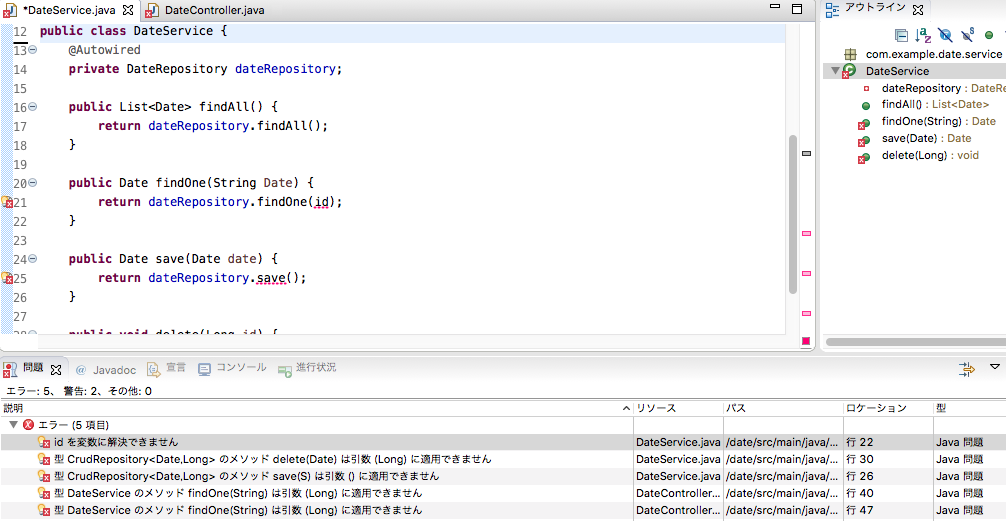 *DateService.java
DateController.java
12 public class DateService {
13 @Autowired
14 private DateRepository dateRepository;
15
16 public List<Date> findAll() {
17 return dateRepository.findAll();
18 }
19
20 public Date findOne(String Date) {
21 return dateRepository.findOne(id);
22 }
23
24 public Date save(Date date) {
25 return dateRepository.save();
26 }
27
public void delete(Long id) {
アウトライン
com.example.date.service
DateService
dateRepository : DateRe
findAll() : List<Date>
findOne(String) : Date
save(Date) : Date
delete(Long) : void
問題 @ Javadoc 宣言 コンソール 進行状況
エラー: 5、警告: 2、その他: 0
説明 リソース パス ロケーション 型
エラー (5 項目)
id を変数に解決できません DateService.java /date/src/main/java/... 行 22 Java 問題
型 CrudRepository<Date,Long> のメソッド delete(Date) は引数 (Long) に適用できません DateService.java /date/src/main/java/... 行 30 Java 問題
型 CrudRepository<Date,Long> のメソッド save(S) は引数 () に適用できません DateService.java /date/src/main/java/... 行 26 Java 問題
型 DateService のメソッド findOne(String) は引数 (Long) に適用できません DateController... /date/src/main/java/... 行 40 Java 問題
型 DateService のメソッド findOne(String) は引数 (Long) に適用できません DateController... /date/src/main/java/... 行 47 Java 問題